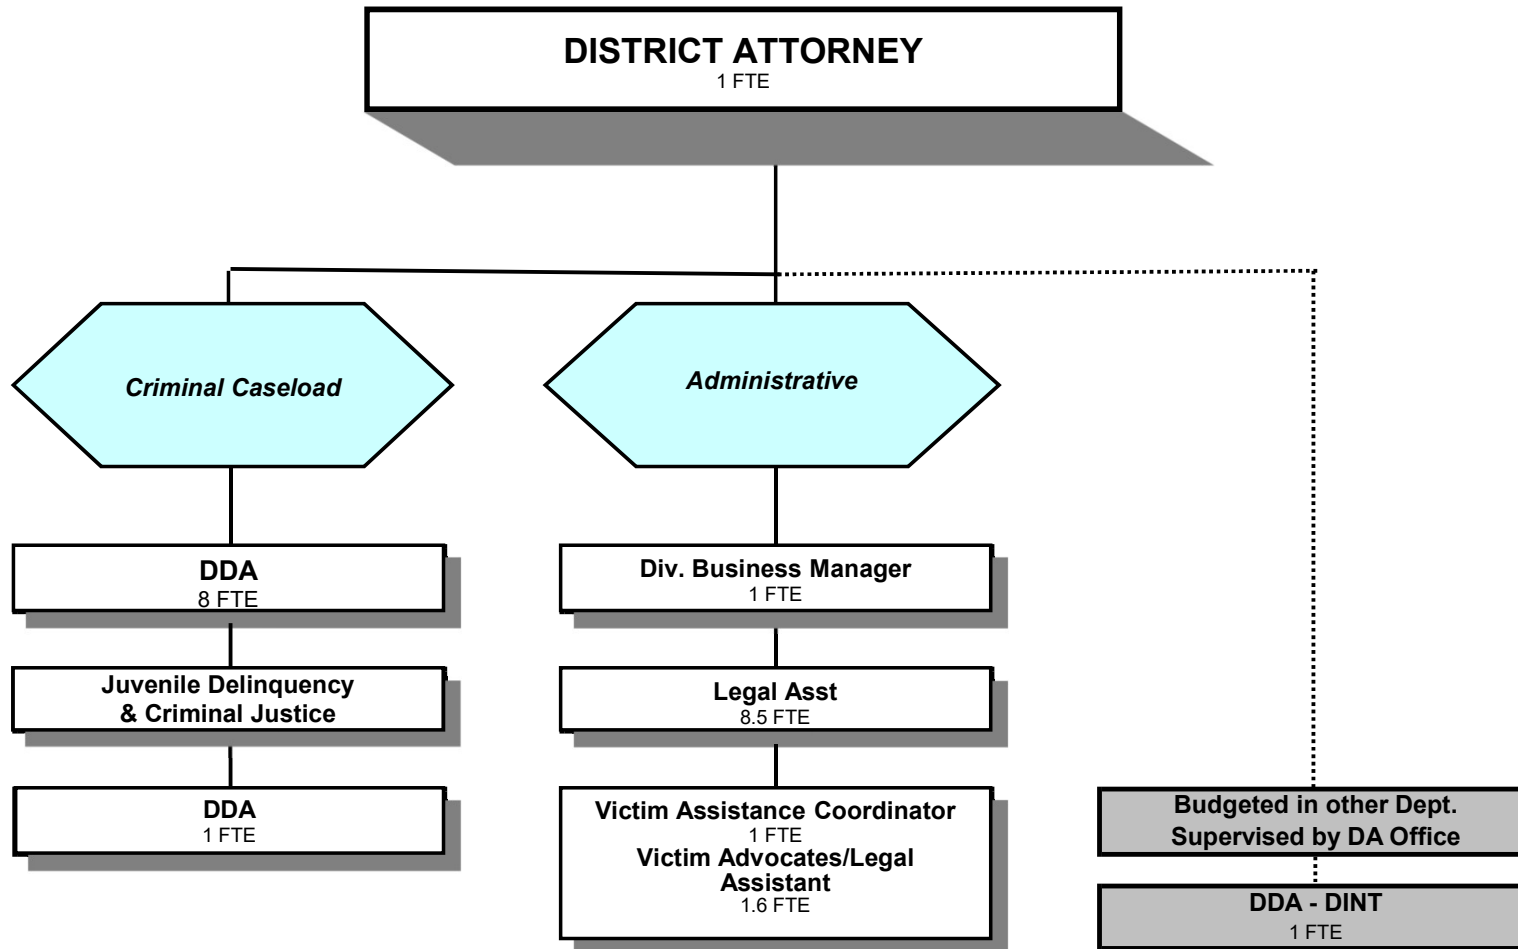 DISTRICT ATTORNEY
1 FTE
Criminal Caseload
Administrative
DDA
8 FTE
Div. Business Manager
1 FTE
Juvenile Delinquency
& Criminal Justice
Legal Asst
8.5 FTE
DDA
1 FTE
Victim Assistance Coordinator
1 FTE
Victim Advocates/Legal
Assistant
1.6 FTE
Budgeted in other Dept.
Supervised by DA Office
DDA - DINT
1 FTE